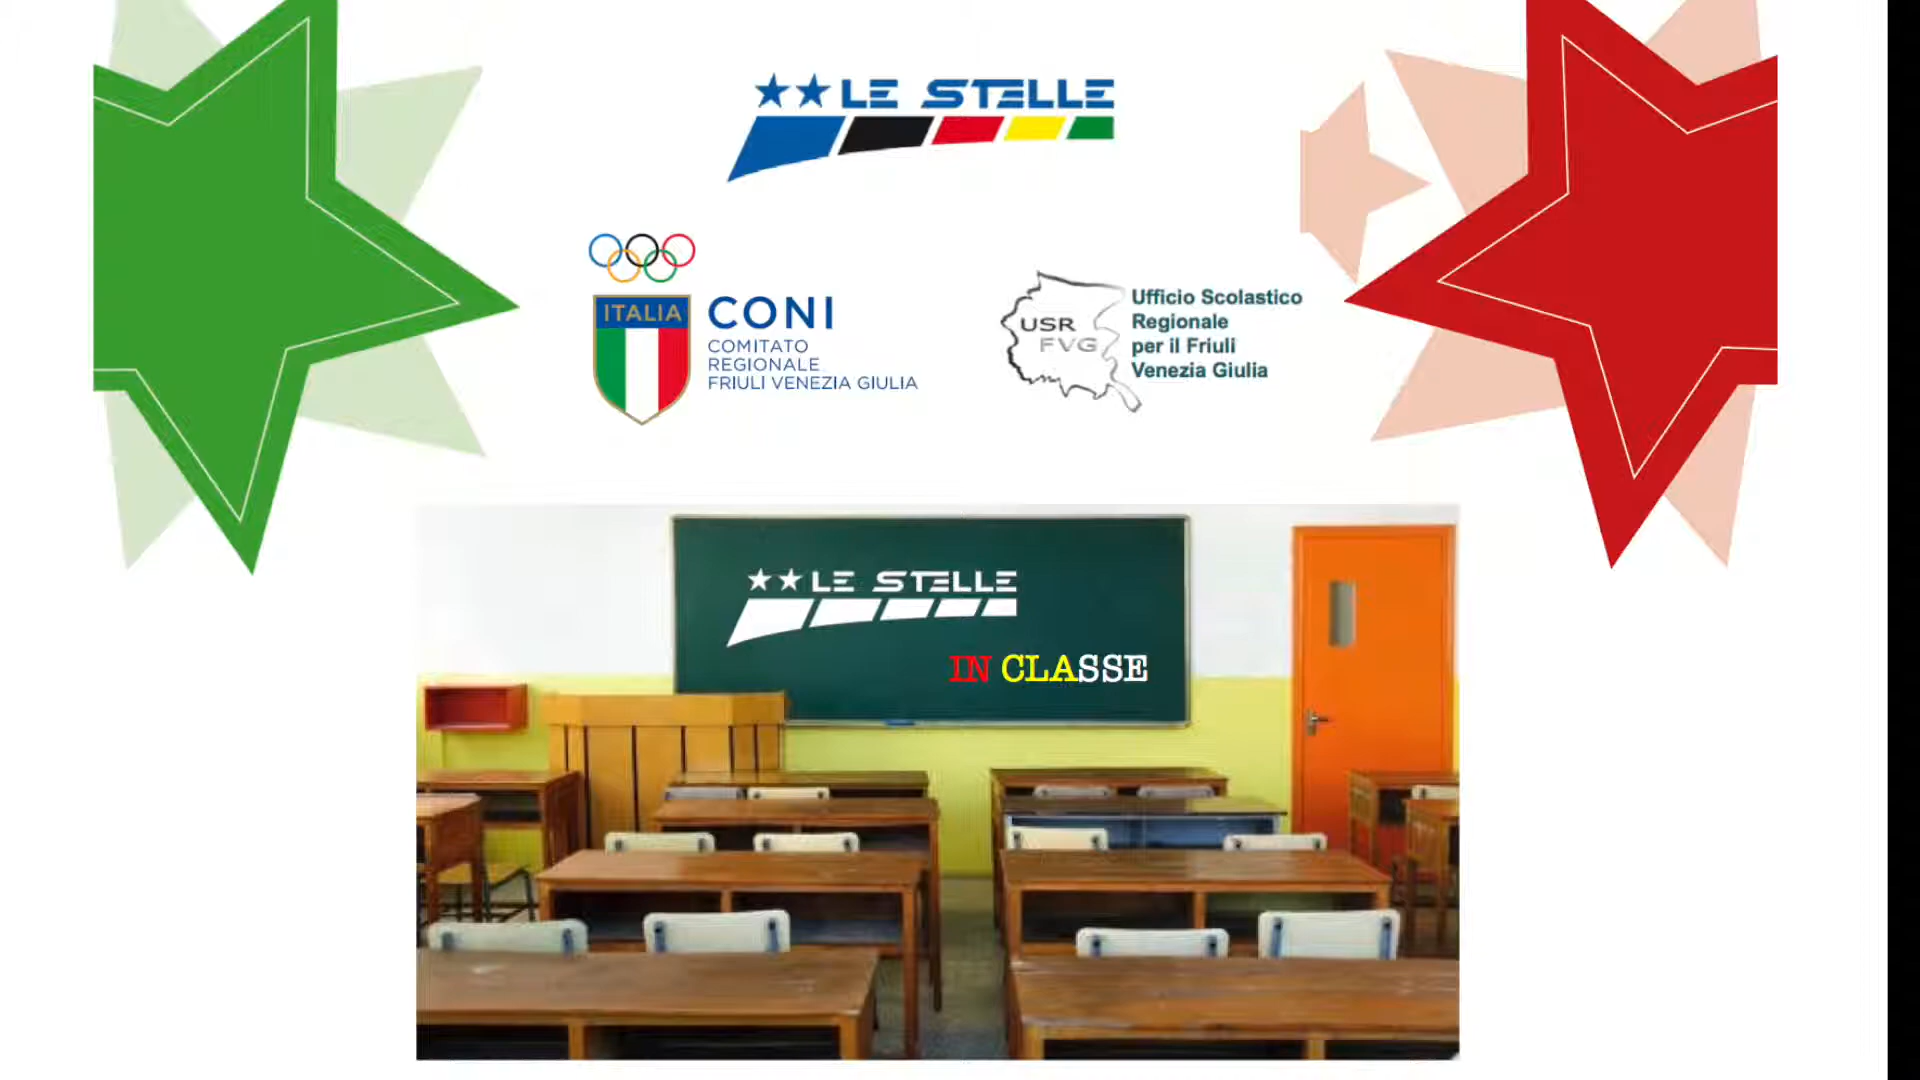 LE STELLE
ITALIA
CONI
COMITATO
REGIONALE
FRIULI VENEZIA GIULIA
USR
FVG
Ufficio Scolastico
Regionale
per il Friuli
Venezia Giulia
LE STELLE
IN CLASSE